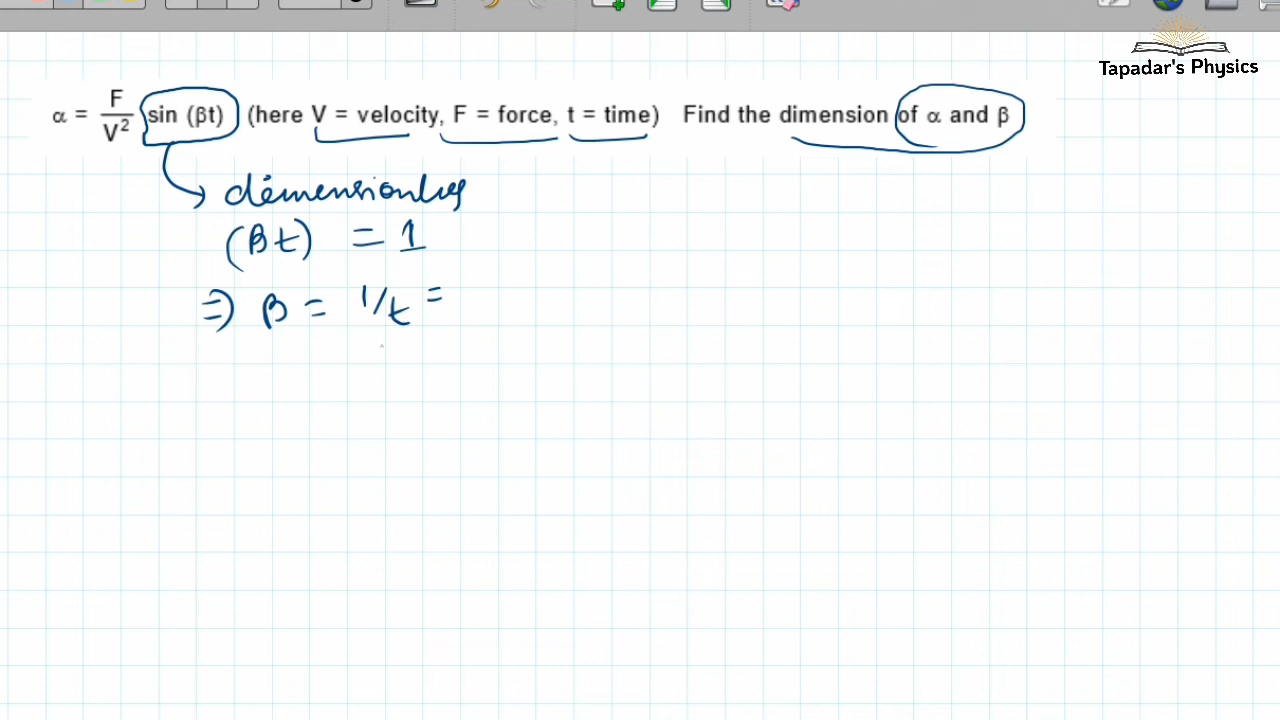 Tapadar's Physics
α = F/V² sin (βt) (here V = velocity, F = force, t = time) Find the dimension of α and β
dimensionless
(βt) = 1
⇒ β = 1/t =